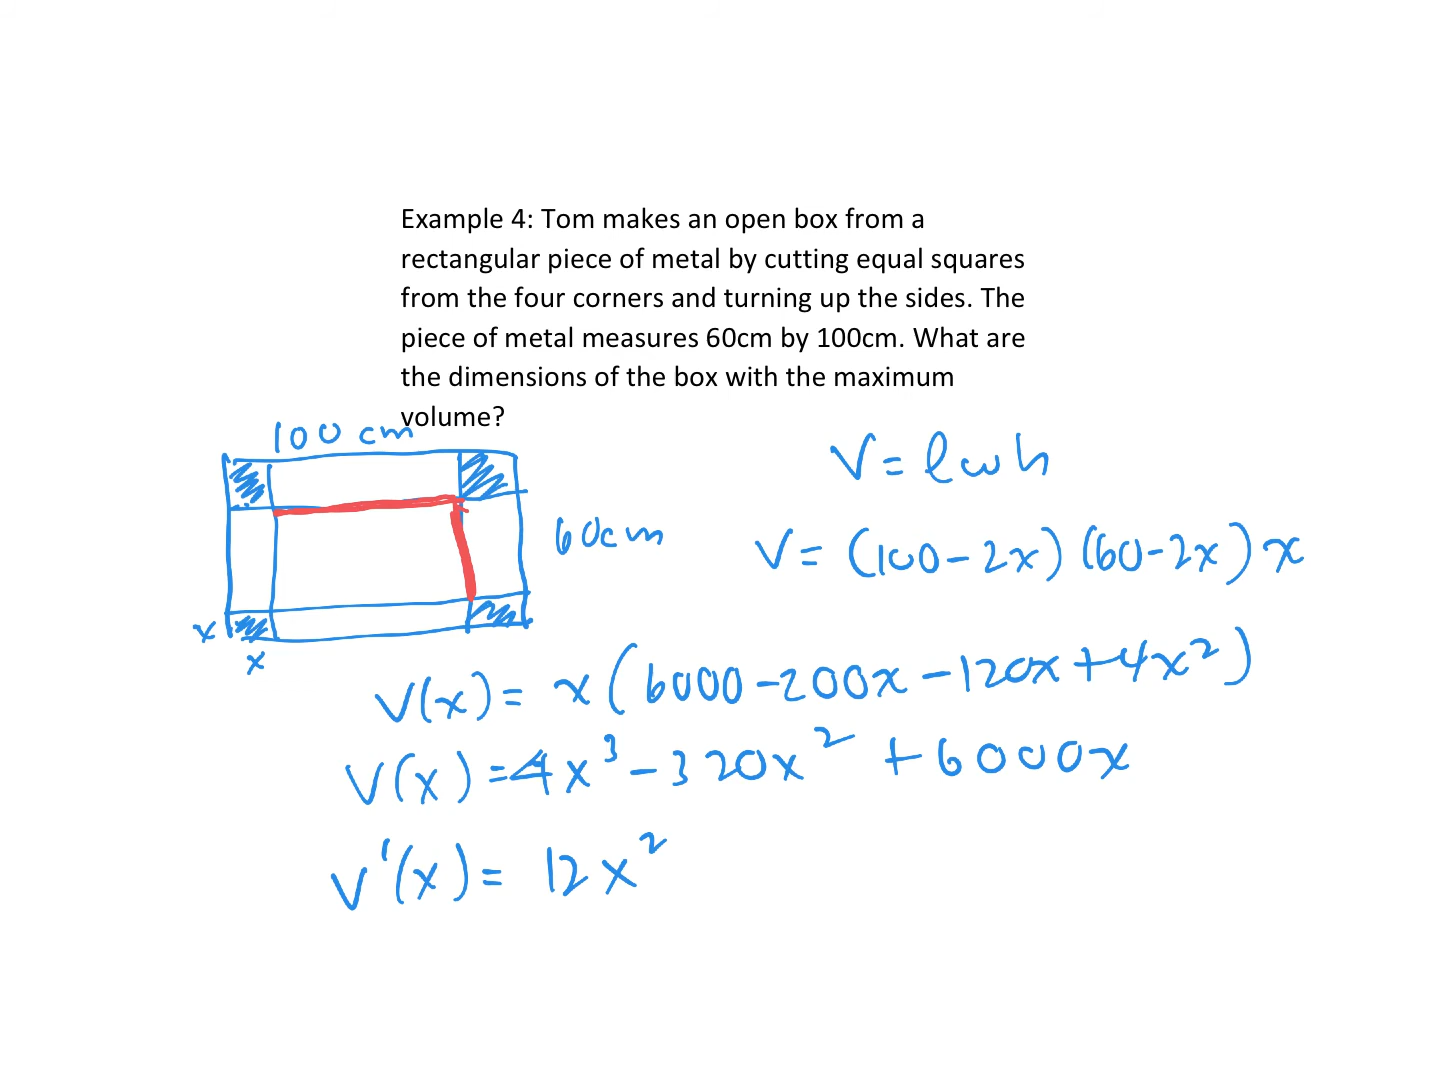 Example 4: Tom makes an open box from a
rectangular piece of metal by cutting equal squares
from the four corners and turning up the sides. The
piece of metal measures 60cm by 100cm. What are
the dimensions of the box with the maximum
volume?
100 cm
60cm
x
x
V = lwh
V = (100-2x) (60-2x) x
V(x) = x(6000-200x-120x+4x²)
V(x) = 4x³-320x²+6000x
V'(x) = 12x²